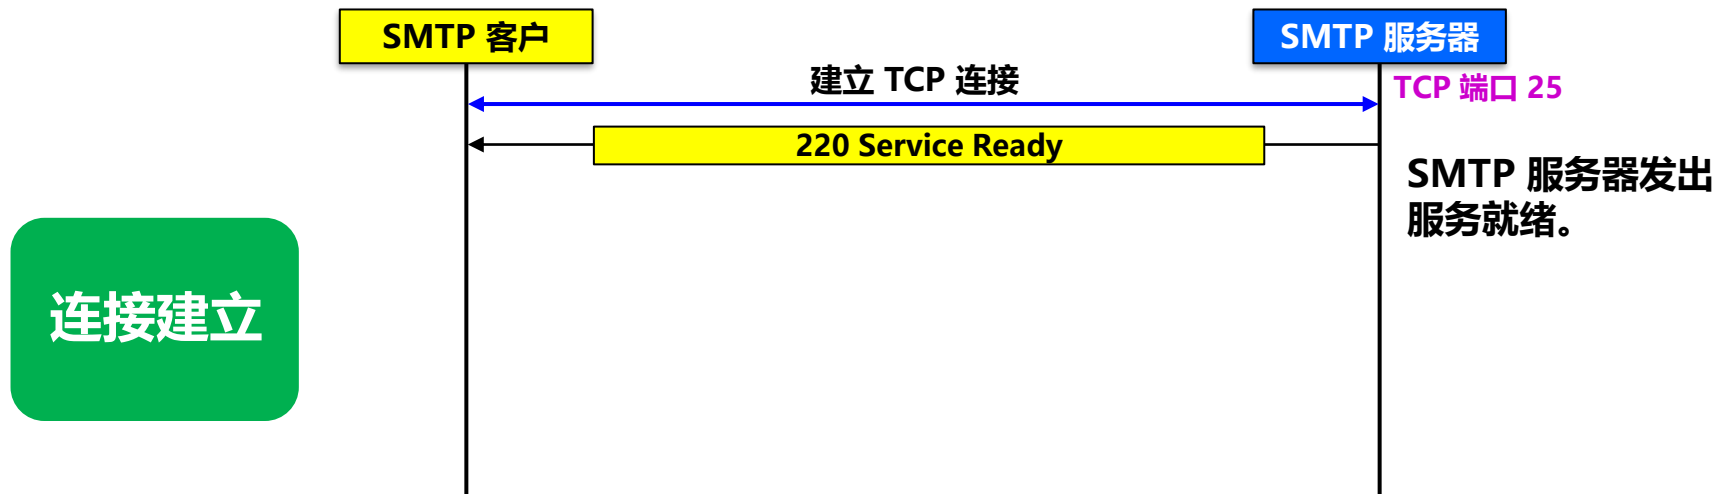 SMTP 客户
SMTP 服务器
建立 TCP 连接
TCP 端口 25
220 Service Ready
SMTP 服务器发出
服务就绪。
连接建立